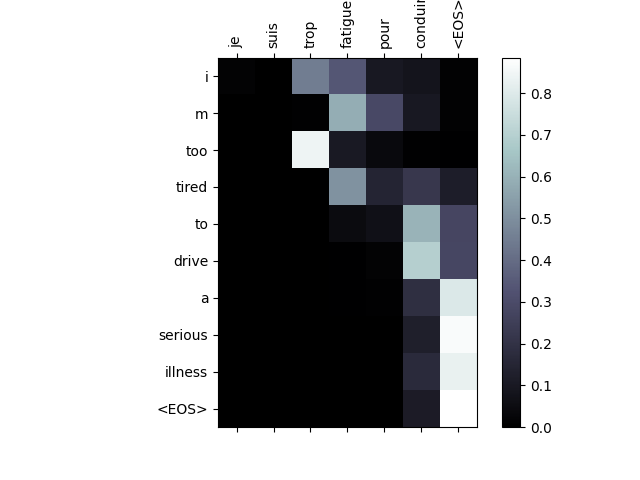 je
suis
trop
fatigue
pour
<EOS>
i
m
too
tired
to
drive
a
serious
illness
<EOS>
0.8
0.7
0.6
0.5
0.4
0.3
0.2
0.1
0.0